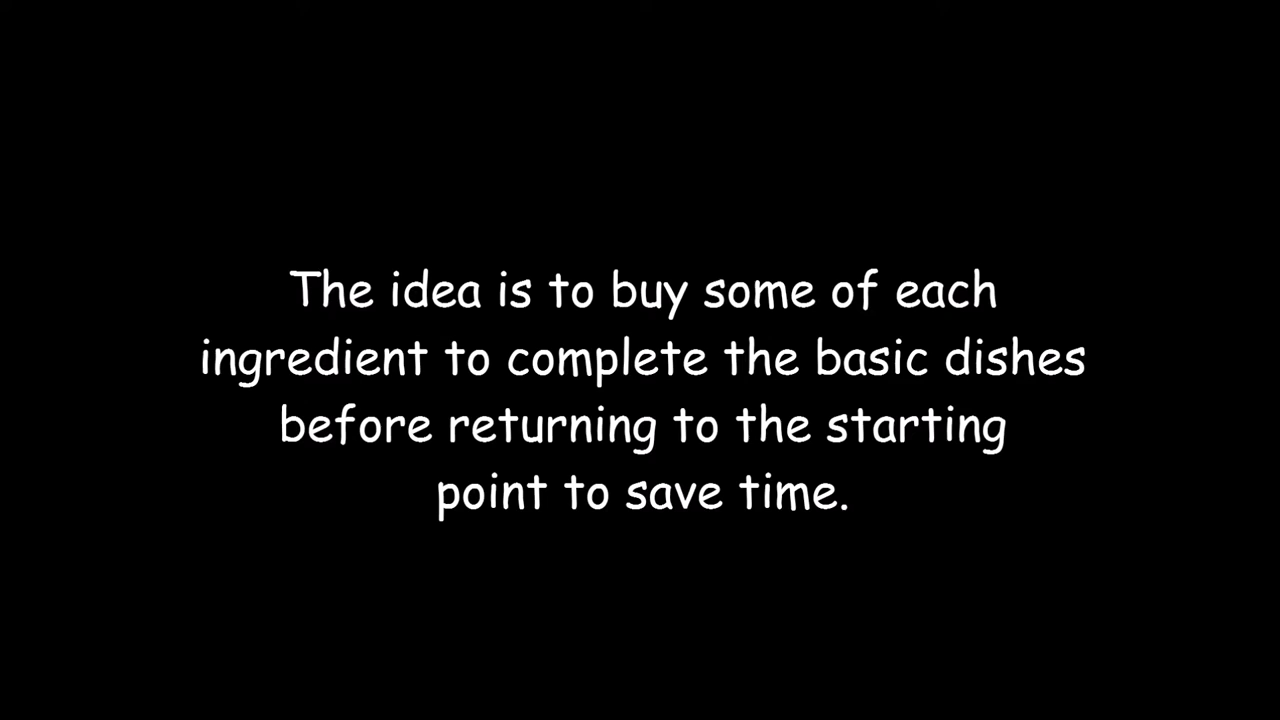 The idea is to buy some of each
ingredient to complete the basic dishes
before returning to the starting
point to save time.